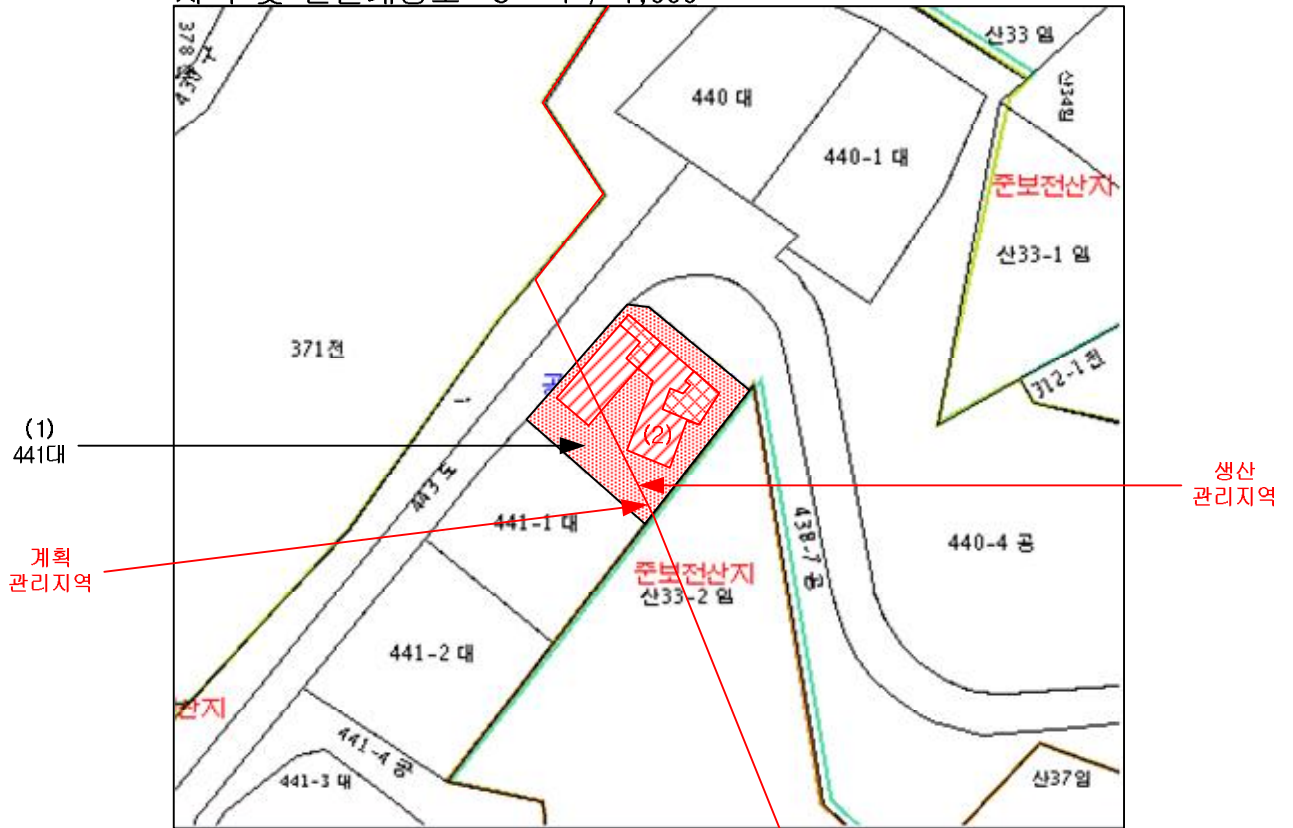 산33 임
산34임
440 대
440-1 대
준보전산지
산33-1 임
371전
312-1 전
(1)
441대
(2)
443 도
441-1 대
438-7 공
440-4 공
생산
관리지역
계획
관리지역
준보전산지
산33-2 임
441-2 대
산지
441-4 공
441-3 대
산37임